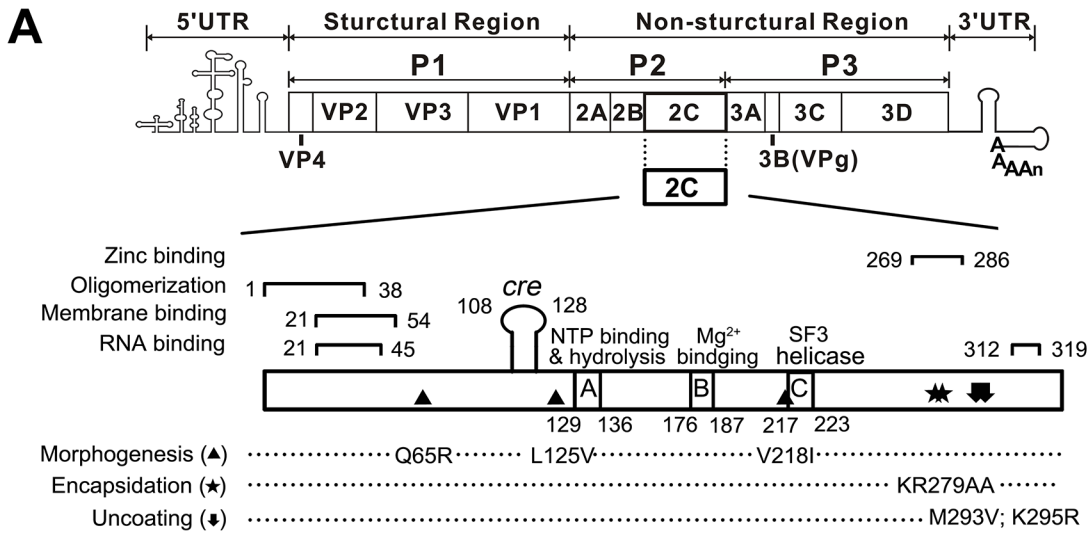 A
5'UTR Sturctural Region Non-sturctural Region 3'UTR
P1 P2 P3
VP2 VP3 VP1 2A 2B 2C 3A 3C 3D
VP4 3B(VPg)
A
AAAn
2C
Zinc binding 269 286
Oligomerization 1 38
Membrane binding 21 54
RNA binding 21 45
cre
108 128
NTP binding
& hydrolysis
Mg2+
bindging
SF3
helicase
312 319
A B C
129 136 176 187 217 223
Morphogenesis (▲) Q65R L125V V218I
Encapsidation (★) KR279AA
Uncoating (🡇) M293V; K295R